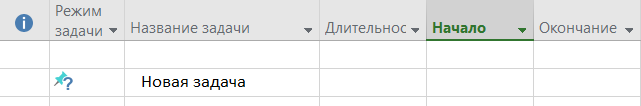 Режим задачи
Название задачи
Длительнос
Начало
Окончание
Новая задача